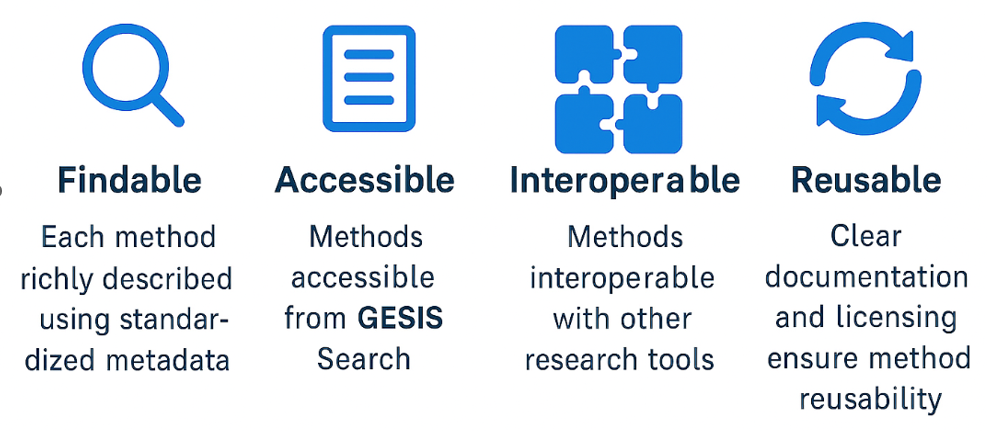 Findable
Each method
richly described
using standar-
dized metadata
Accessible
Methods
accessible
from GESIS
Search
Interoperable
Methods
interoperable
with other
research tools
Reusable
Clear
documentation
and licensing
ensure method
reusability